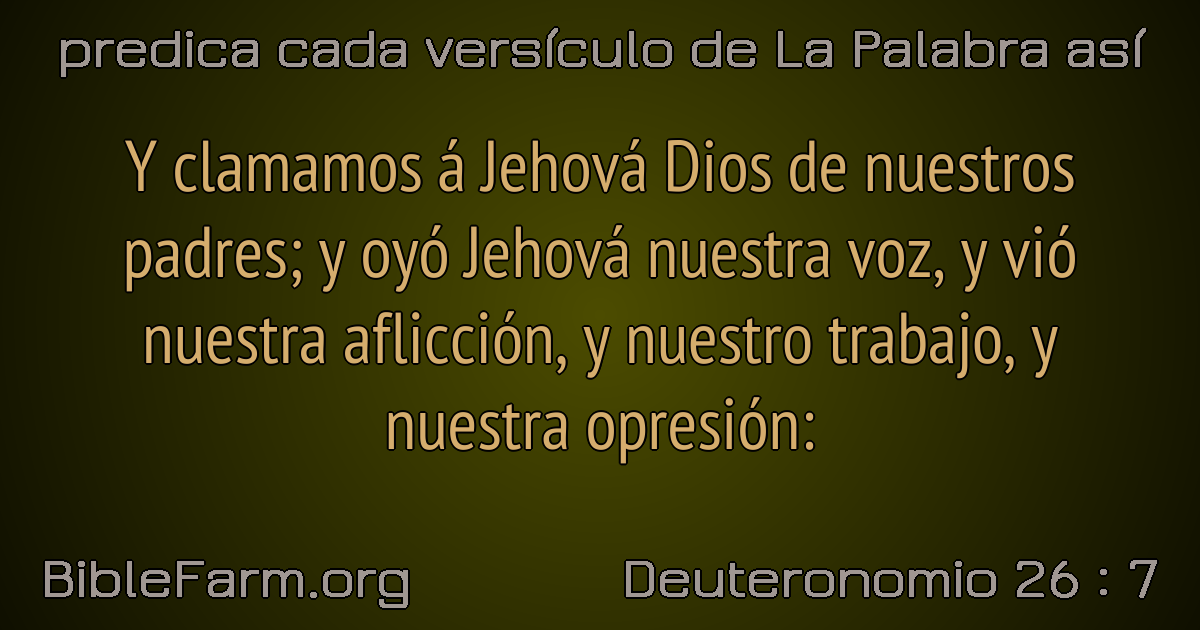 predica cada versículo de La Palabra así
Y clamamos á Jehová Dios de nuestros
padres; y oyó Jehová nuestra voz, y vió
nuestra aflicción, y nuestro trabajo, y
nuestra opresión:
BibleFarm.org
Deuteronomio 26 : 7